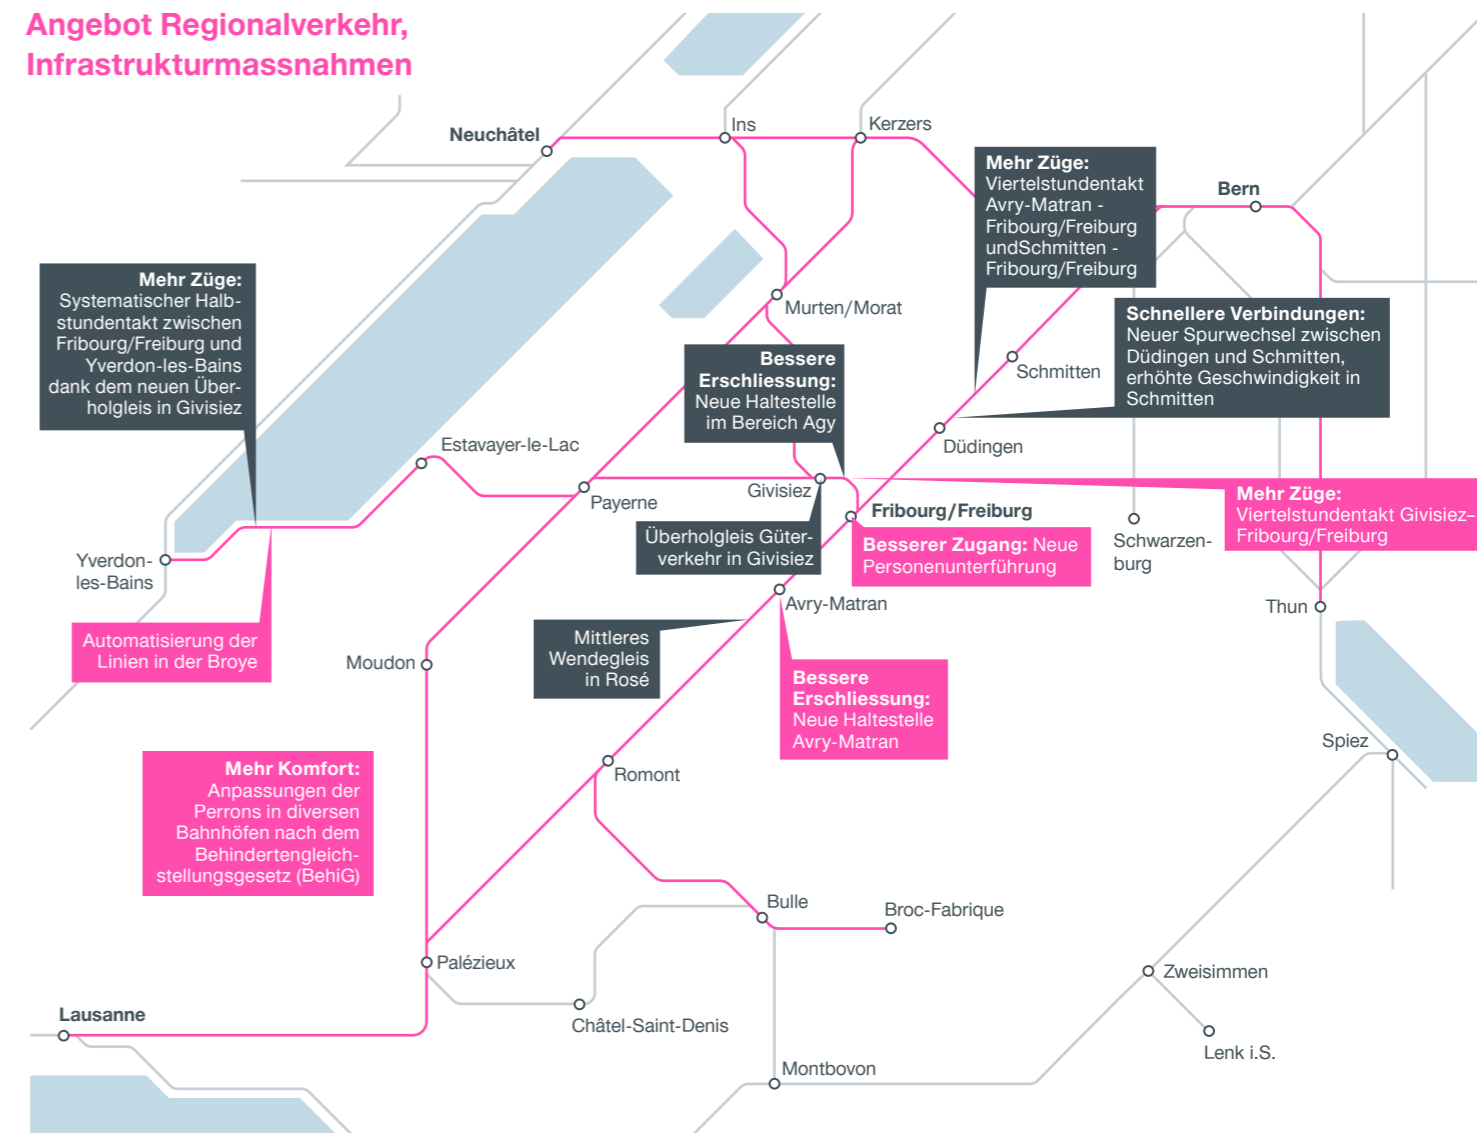 Angebot Regionalverkehr,
Infrastrukturmassnahmen
Neuchâtel
Ins
Kerzers
Mehr Züge:
Viertelstundentakt
Avry-Matran -
Fribourg/Freiburg
undSchmitten -
Fribourg/Freiburg
Bern
Mehr Züge:
Systematischer Halb-
stundentakt zwischen
Fribourg/Freiburg und
Yverdon-les-Bains
dank dem neuen Über-
holgleis in Givisiez
Murten/Morat
Schnellere Verbindungen:
Neuer Spurwechsel zwischen
Düdingen und Schmitten,
erhöhte Geschwindigkeit in
Schmitten
Bessere
Erschliessung:
Neue Haltestelle
im Bereich Agy
Schmitten
Estavayer-le-Lac
Düdingen
Payerne
Givisiez
Mehr Züge:
Viertelstundentakt Givisiez–
Fribourg/Freiburg
Fribourg/Freiburg
Überholgleis Güter-
verkehr in Givisiez
Besserer Zugang: Neue
Personenunterführung
Schwarzen-
burg
Yverdon-
les-Bains
Avry-Matran
Thun
Automatisierung der
Linien in der Broye
Moudon
Mittleres
Wendegleis
in Rosé
Bessere
Erschliessung:
Neue Haltestelle
Avry-Matran
Spiez
Mehr Komfort:
Anpassungen der
Perrons in diversen
Bahnhöfen nach dem
Behindertengleich-
stellungsgesetz (BehiG)
Romont
Bulle
Broc-Fabrique
Palézieux
Zweisimmen
Lausanne
Châtel-Saint-Denis
Lenk i.S.
Montbovon